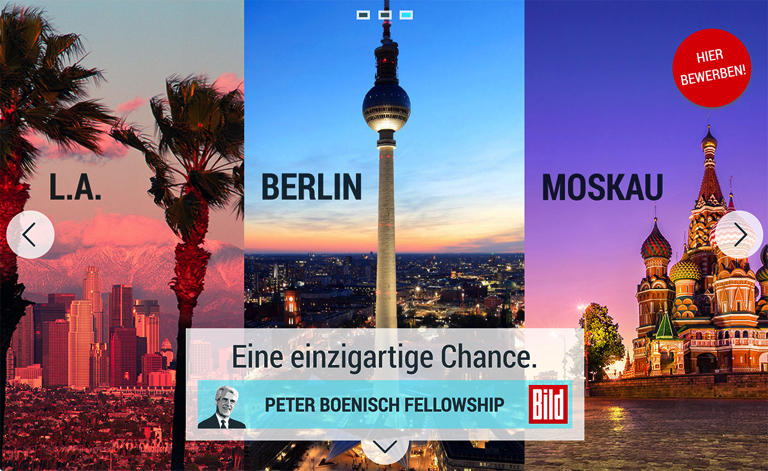 HIER
BEWERBEN!
L.A.
BERLIN
MOSKAU
Eine einzigartige Chance.
PETER BOENISCH FELLOWSHIP
Bild